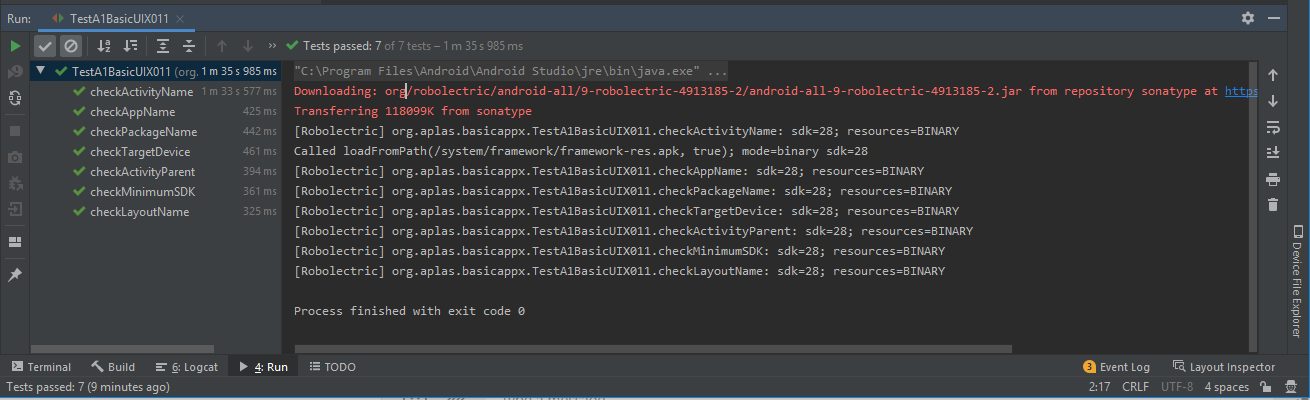 Run: TestA1BasicUIX011
Tests passed: 7 of 7 tests – 1 m 35 s 985 ms
TestA1BasicUIX011 (org. 1 m 35 s 985 ms
checkActivityName 1 m 33 s 577 ms
checkAppName 425 ms
checkPackageName 442 ms
checkTargetDevice 461 ms
checkActivityParent 394 ms
checkMinimumSDK 361 ms
checkLayoutName 325 ms
"C:\Program Files\Android\Android Studio\jre\bin\java.exe" ...
Downloading: org/robolectric/android-all/9-robolectric-4913185-2/android-all-9-robolectric-4913185-2.jar from repository sonatype at https
Transferring 118099K from sonatype
[Robolectric] org.aplas.basicappx.TestA1BasicUIX011.checkActivityName: sdk=28; resources=BINARY
Called loadFromPath(/system/framework/framework-res.apk, true); mode=binary sdk=28
[Robolectric] org.aplas.basicappx.TestA1BasicUIX011.checkAppName: sdk=28; resources=BINARY
[Robolectric] org.aplas.basicappx.TestA1BasicUIX011.checkPackageName: sdk=28; resources=BINARY
[Robolectric] org.aplas.basicappx.TestA1BasicUIX011.checkTargetDevice: sdk=28; resources=BINARY
[Robolectric] org.aplas.basicappx.TestA1BasicUIX011.checkActivityParent: sdk=28; resources=BINARY
[Robolectric] org.aplas.basicappx.TestA1BasicUIX011.checkMinimumSDK: sdk=28; resources=BINARY
[Robolectric] org.aplas.basicappx.TestA1BasicUIX011.checkLayoutName: sdk=28; resources=BINARY
Process finished with exit code 0
Device File Explorer
Terminal Build 6: Logcat 4: Run TODO 3 Event Log Layout Inspector
Tests passed: 7 (9 minutes ago) 2:17 CRLF UTF-8 4 spaces